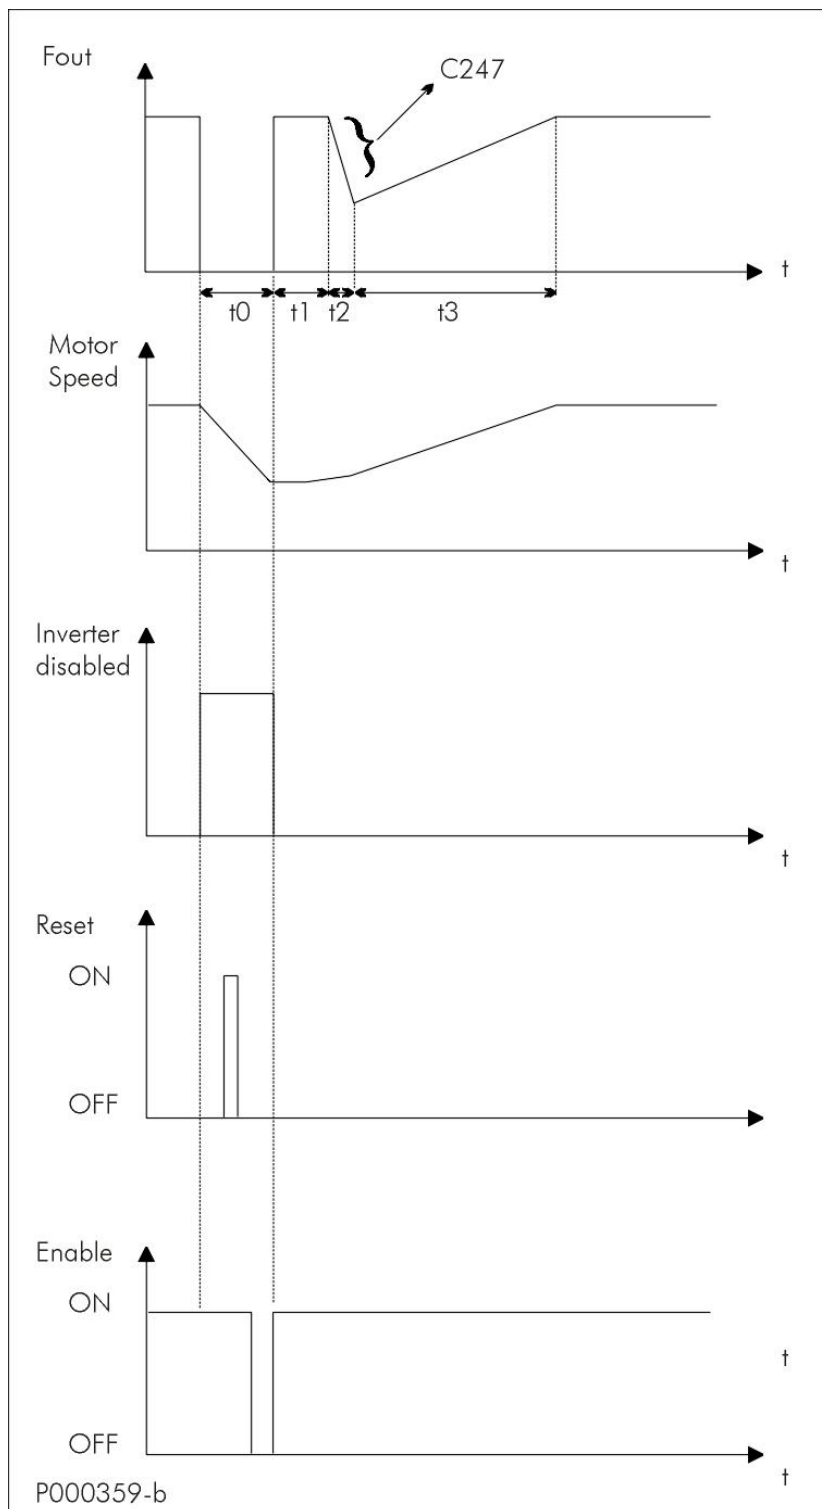 Fout
C247
t
t0 t1 t2 t3
Motor
Speed
t
Inverter
disabled
t
Reset
ON
OFF
Enable
ON
t
OFF
t
P000359-b